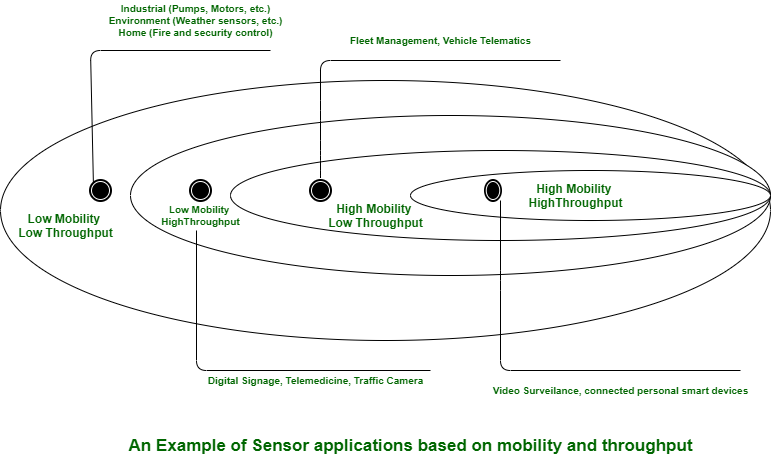 Industrial (Pumps, Motors, etc.)
Environment (Weather sensors, etc.)
Home (Fire and security control)
Fleet Management, Vehicle Telematics
Low Mobility
Low Throughput
Low Mobility
HighThroughput
High Mobility
Low Throughput
High Mobility
HighThroughput
Digital Signage, Telemedicine, Traffic Camera
Video Surveilance, connected personal smart devices
An Example of Sensor applications based on mobility and throughput